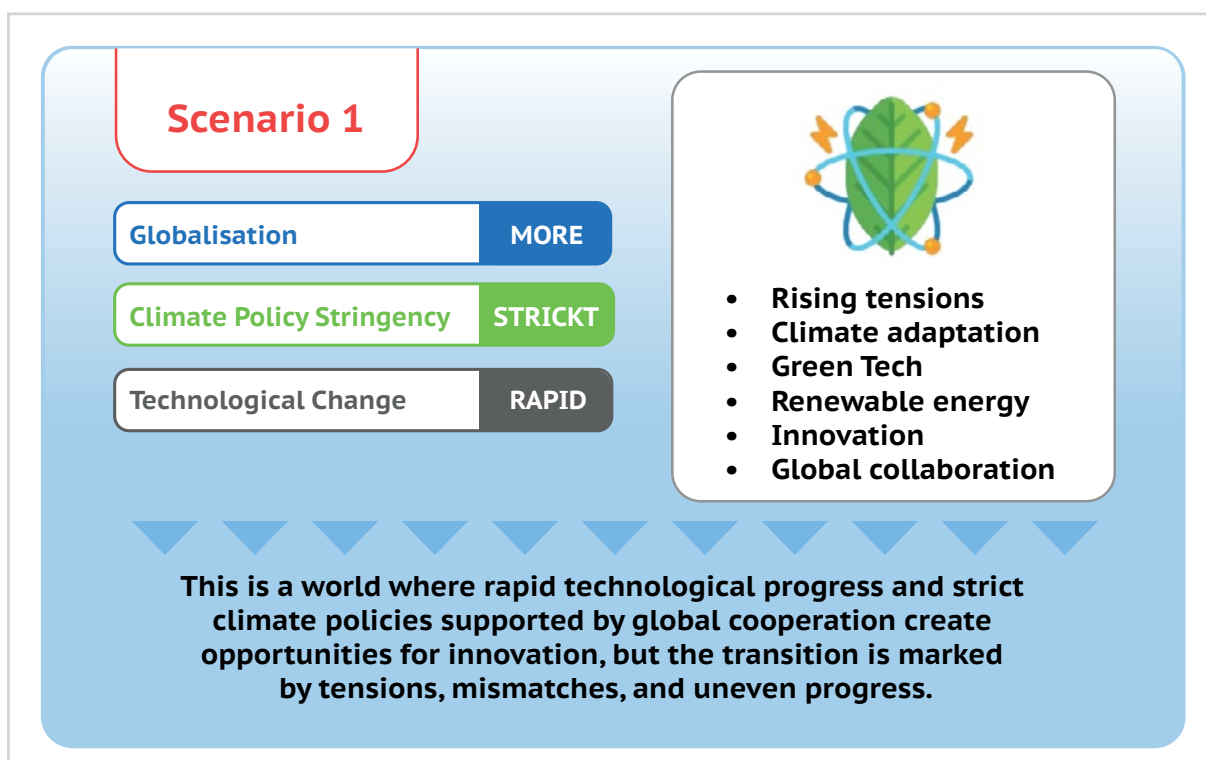 Scenario 1
Globalisation MORE
Climate Policy Stringency STRICKT
Technological Change RAPID
• Rising tensions
• Climate adaptation
• Green Tech
• Renewable energy
• Innovation
• Global collaboration
This is a world where rapid technological progress and strict
climate policies supported by global cooperation create
opportunities for innovation, but the transition is marked
by tensions, mismatches, and uneven progress.